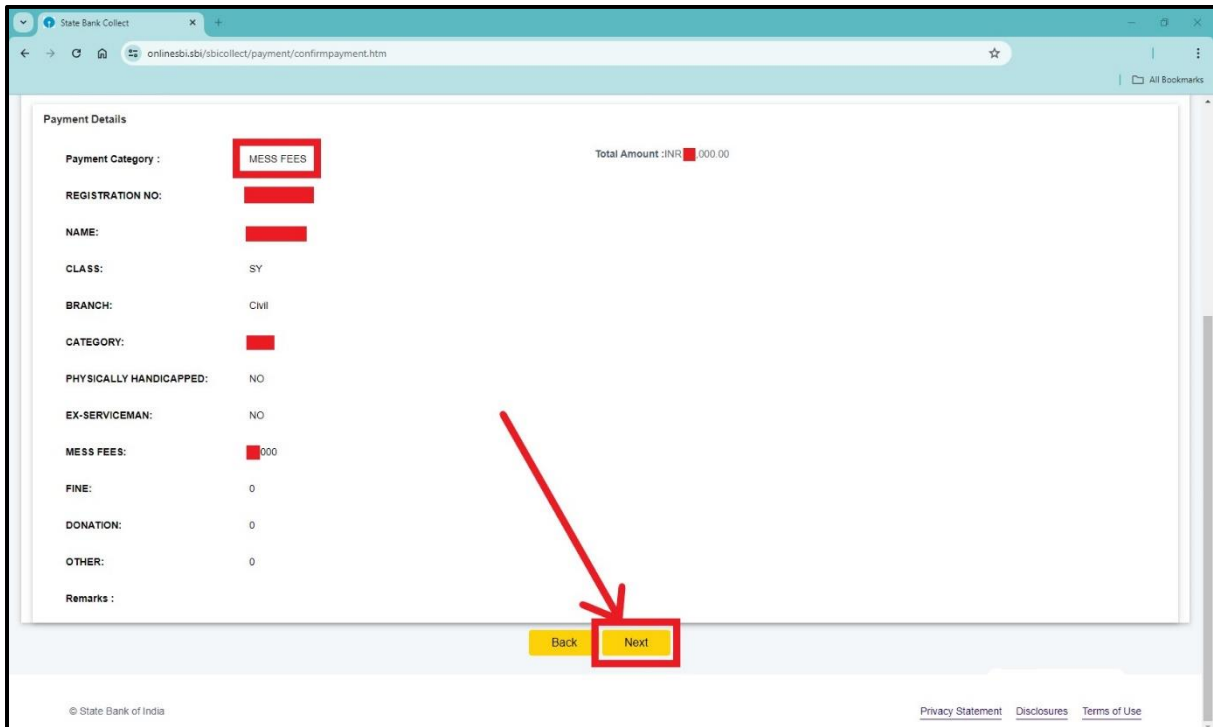 State Bank Collect
onlinesbi.sbi/sbicollect/payment/confirmpayment.htm
All Bookmarks
Payment Details
Payment Category : MESS FEES Total Amount :INR ,000.00
REGISTRATION NO:
NAME:
CLASS: SY
BRANCH: Civil
CATEGORY:
PHYSICALLY HANDICAPPED: NO
EX-SERVICEMAN: NO
MESS FEES: 000
FINE: 0
DONATION: 0
OTHER: 0
Remarks :
Back Next
© State Bank of India Privacy Statement Disclosures Terms of Use